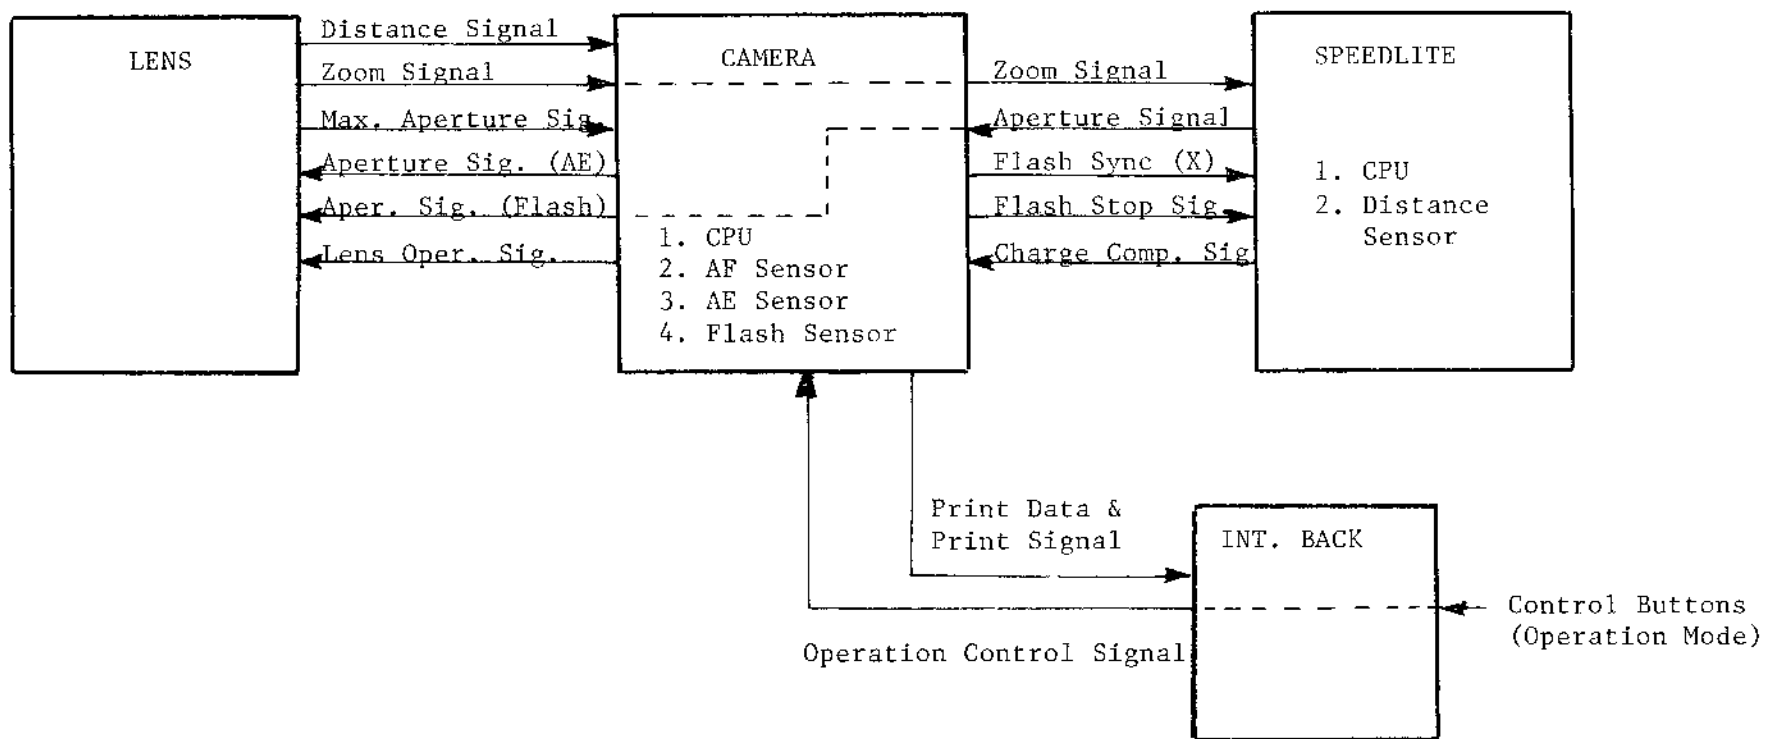 LENS
Distance Signal
Zoom Signal
Max. Aperture Sig.
Aperture Sig. (AE)
Aper. Sig. (Flash)
Lens Oper. Sig.
CAMERA
1. CPU
2. AF Sensor
3. AE Sensor
4. Flash Sensor
Zoom Signal
Aperture Signal
Flash Sync (X)
Flash Stop Sig.
Charge Comp. Sig
SPEEDLITE
1. CPU
2. Distance
Sensor
Print Data &
Print Signal
INT. BACK
Control Buttons
(Operation Mode)
Operation Control Signal